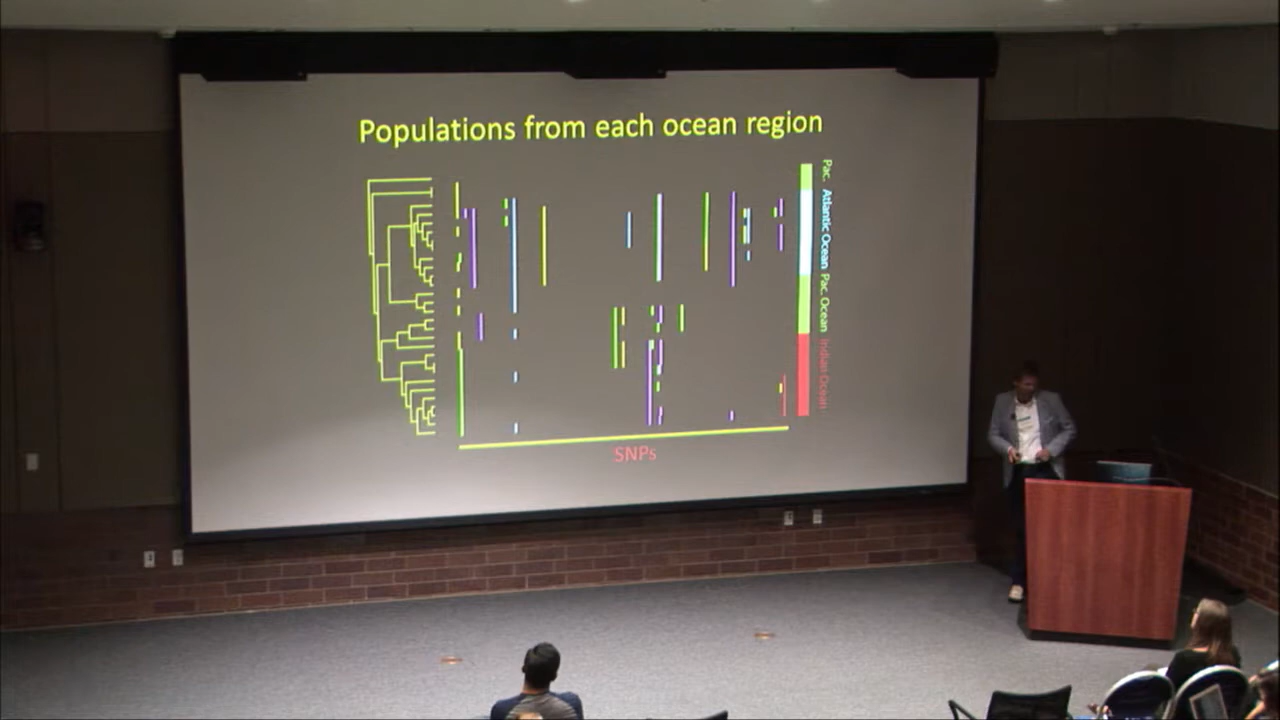 Populations from each ocean region
Pac.
Atlantic Ocean
Pac. Ocean
Indian Ocean
SNPs